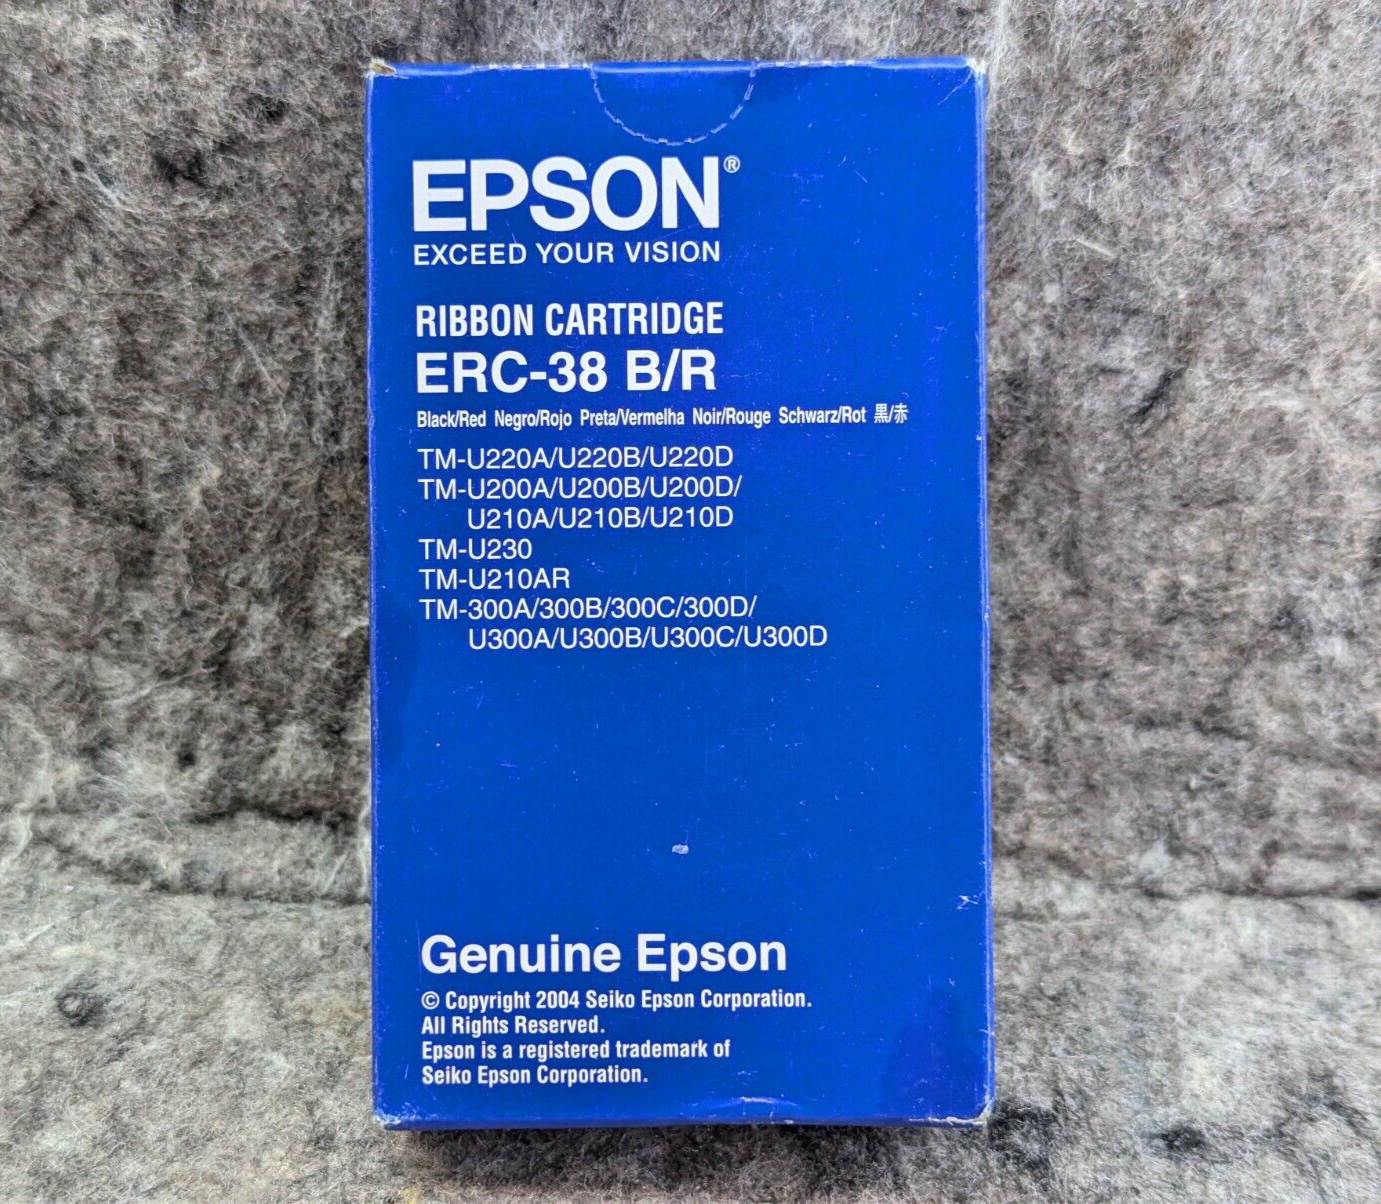 EPSON®
EXCEED YOUR VISION
RIBBON CARTRIDGE
ERC-38 B/R
Black/Red Negro/Rojo Preta/Vermelha Noir/Rouge Schwarz/Rot 黒/赤
TM-U220A/U220B/U220D
TM-U200A/U200B/U200D/
U210A/U210B/U210D
TM-U230
TM-U210AR
TM-300A/300B/300C/300D/
U300A/U300B/U300C/U300D
Genuine Epson
© Copyright 2004 Seiko Epson Corporation.
All Rights Reserved.
Epson is a registered trademark of
Seiko Epson Corporation.